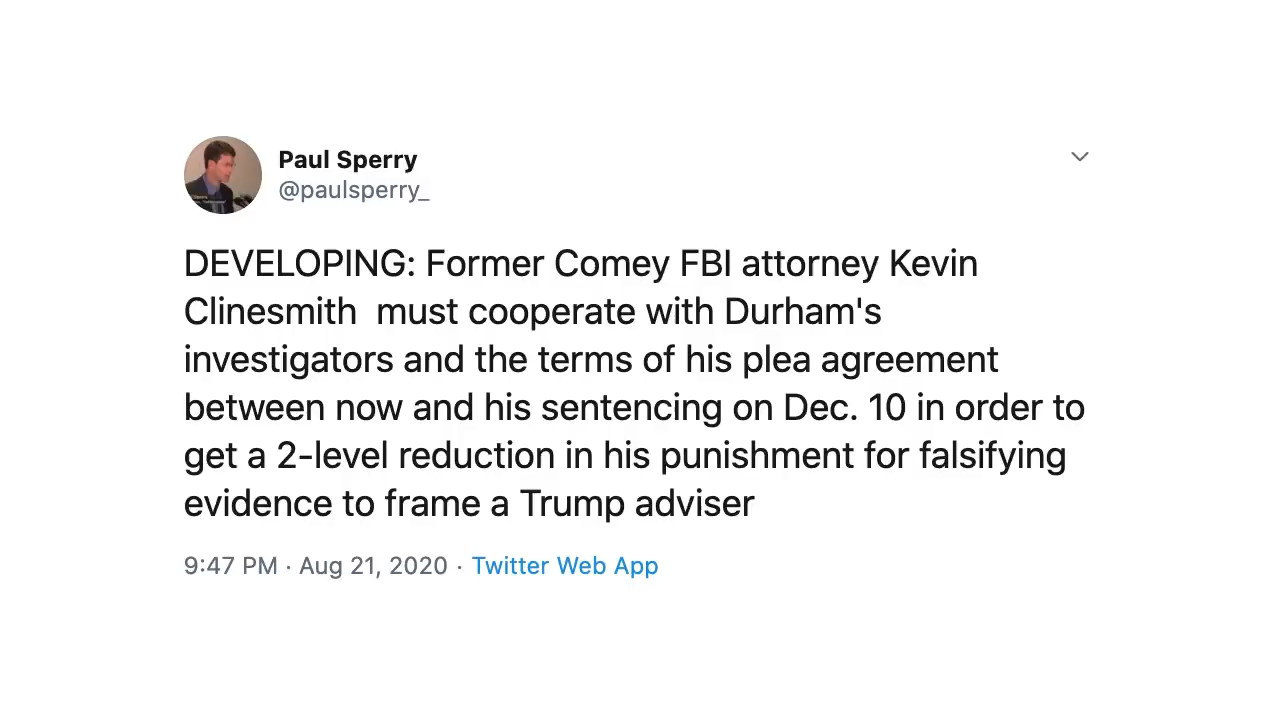 Paul Sperry
@paulsperry_
DEVELOPING: Former Comey FBI attorney Kevin
Clinesmith  must cooperate with Durham's
investigators and the terms of his plea agreement
between now and his sentencing on Dec. 10 in order to
get a 2-level reduction in his punishment for falsifying
evidence to frame a Trump adviser
9:47 PM · Aug 21, 2020 · Twitter Web App